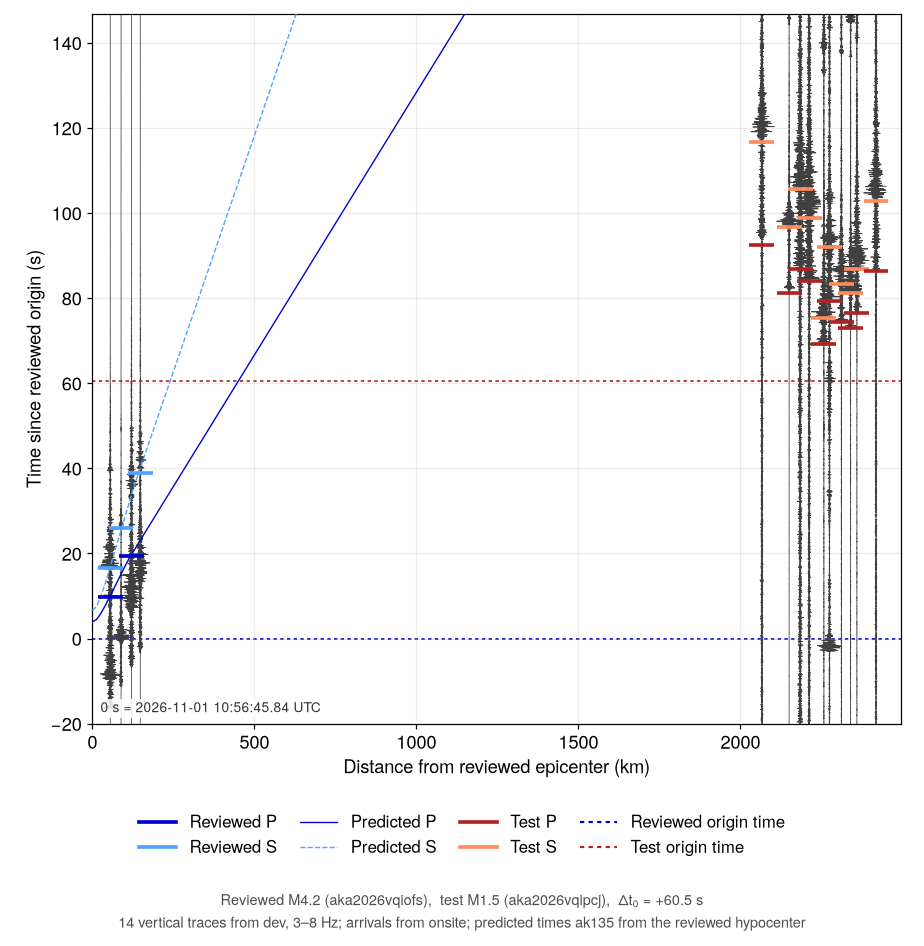 140
120
100
80
60
40
20
0
−20
Time since reviewed origin (s)
0 s = 2026-11-01 10:56:45.84 UTC
0 500 1000 1500 2000
Distance from reviewed epicenter (km)
Reviewed P Predicted P Test P Reviewed origin time
Reviewed S Predicted S Test S Test origin time
Reviewed M4.2 (aka2026vqiofs), test M1.5 (aka2026vqlpcj), Δt₀ = +60.5 s
14 vertical traces from dev, 3–8 Hz; arrivals from onsite; predicted times ak135 from the reviewed hypocenter